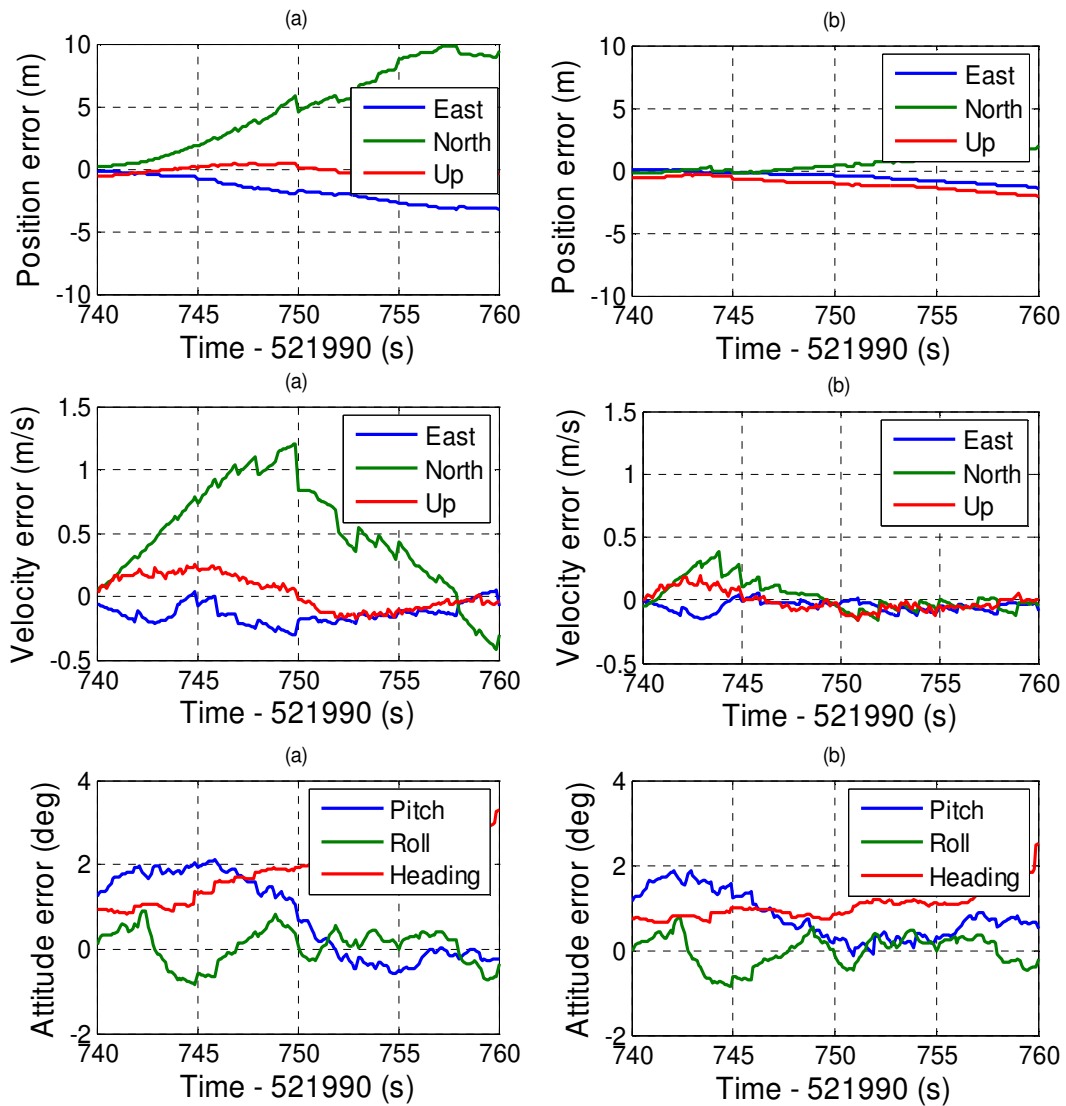 (a)
Position error (m)
10
5
0
-5
-10
East
North
Up
740
745
750
755
760
Time - 521990 (s)
(b)
Position error (m)
10
5
0
-5
-10
East
North
Up
740
745
750
755
760
Time - 521990 (s)
(a)
Velocity error (m/s)
1.5
1
0.5
0
-0.5
East
North
Up
740
745
750
755
760
Time - 521990 (s)
(b)
Velocity error (m/s)
1.5
1
0.5
0
-0.5
East
North
Up
740
745
750
755
760
Time - 521990 (s)
(a)
Attitude error (deg)
4
2
0
-2
Pitch
Roll
Heading
740
745
750
755
760
Time - 521990 (s)
(b)
Attitude error (deg)
4
2
0
-2
Pitch
Roll
Heading
740
745
750
755
760
Time - 521990 (s)